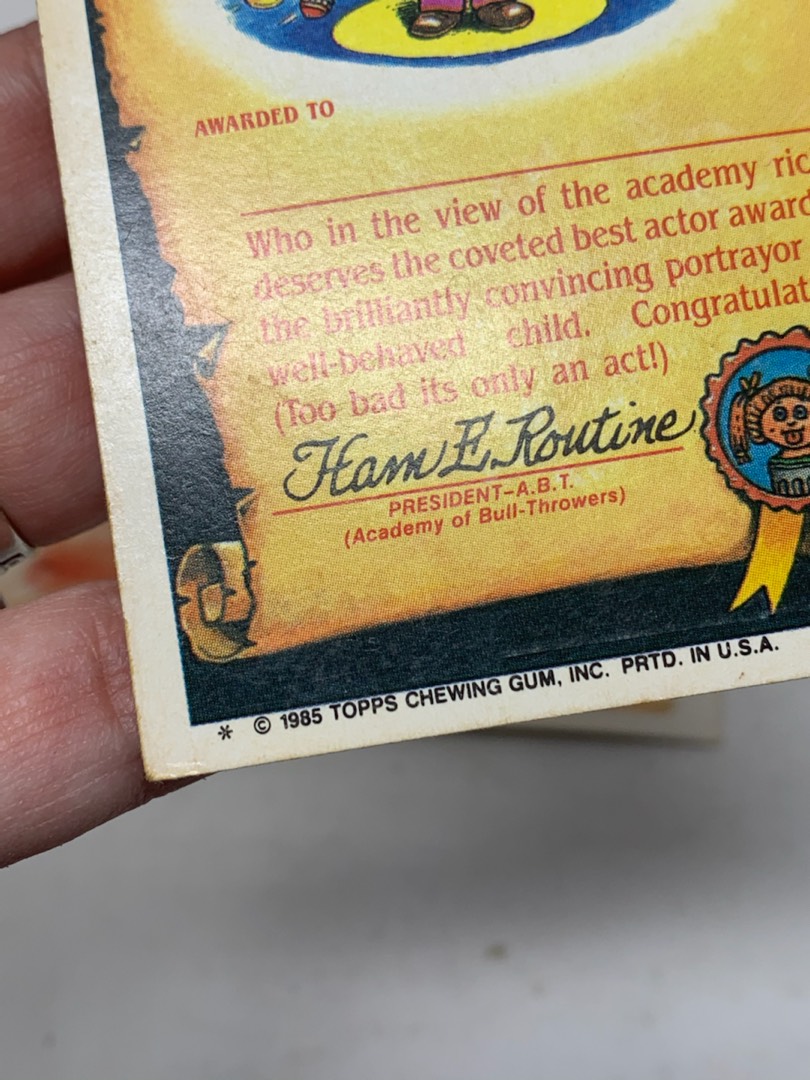 AWARDED TO
Who in the view of the academy ric
deserves the coveted best actor award
the brilliantly convincing portrayor
well-behaved child. Congratulat
(Too bad its only an act!)
Ham E. Routine
PRESIDENT–A.B.T.
(Academy of Bull-Throwers)
* © 1985 TOPPS CHEWING GUM, INC. PRTD. IN U.S.A.